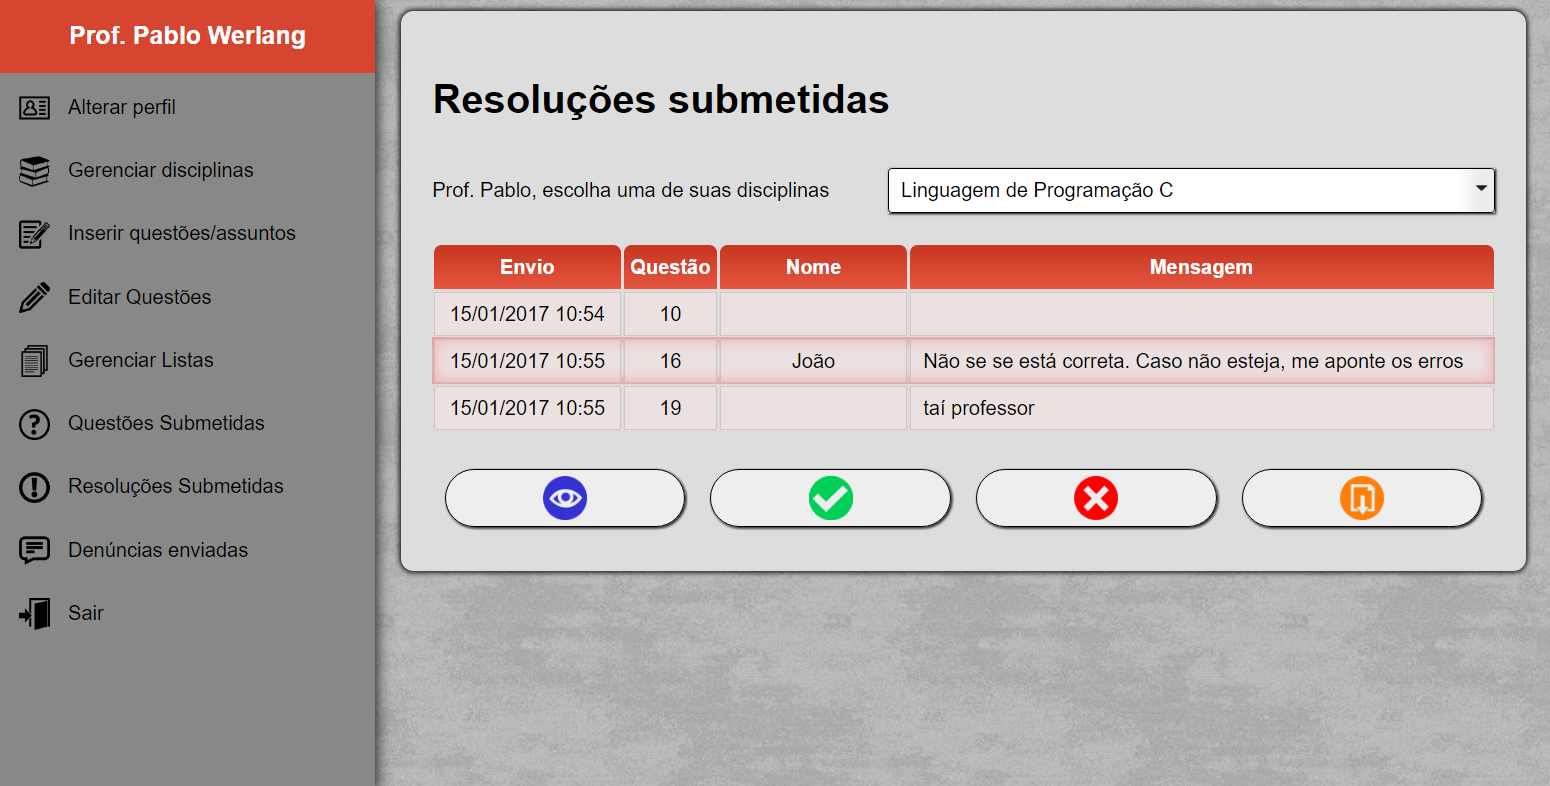 Prof. Pablo Werlang
Alterar perfil
Gerenciar disciplinas
Inserir questões/assuntos
Editar Questões
Gerenciar Listas
Questões Submetidas
Resoluções Submetidas
Denúncias enviadas
Sair
Resoluções submetidas
Prof. Pablo, escolha uma de suas disciplinas Linguagem de Programação C
Envio Questão Nome Mensagem
15/01/2017 10:54 10
15/01/2017 10:55 16 João Não se se está correta. Caso não esteja, me aponte os erros
15/01/2017 10:55 19 taí professor